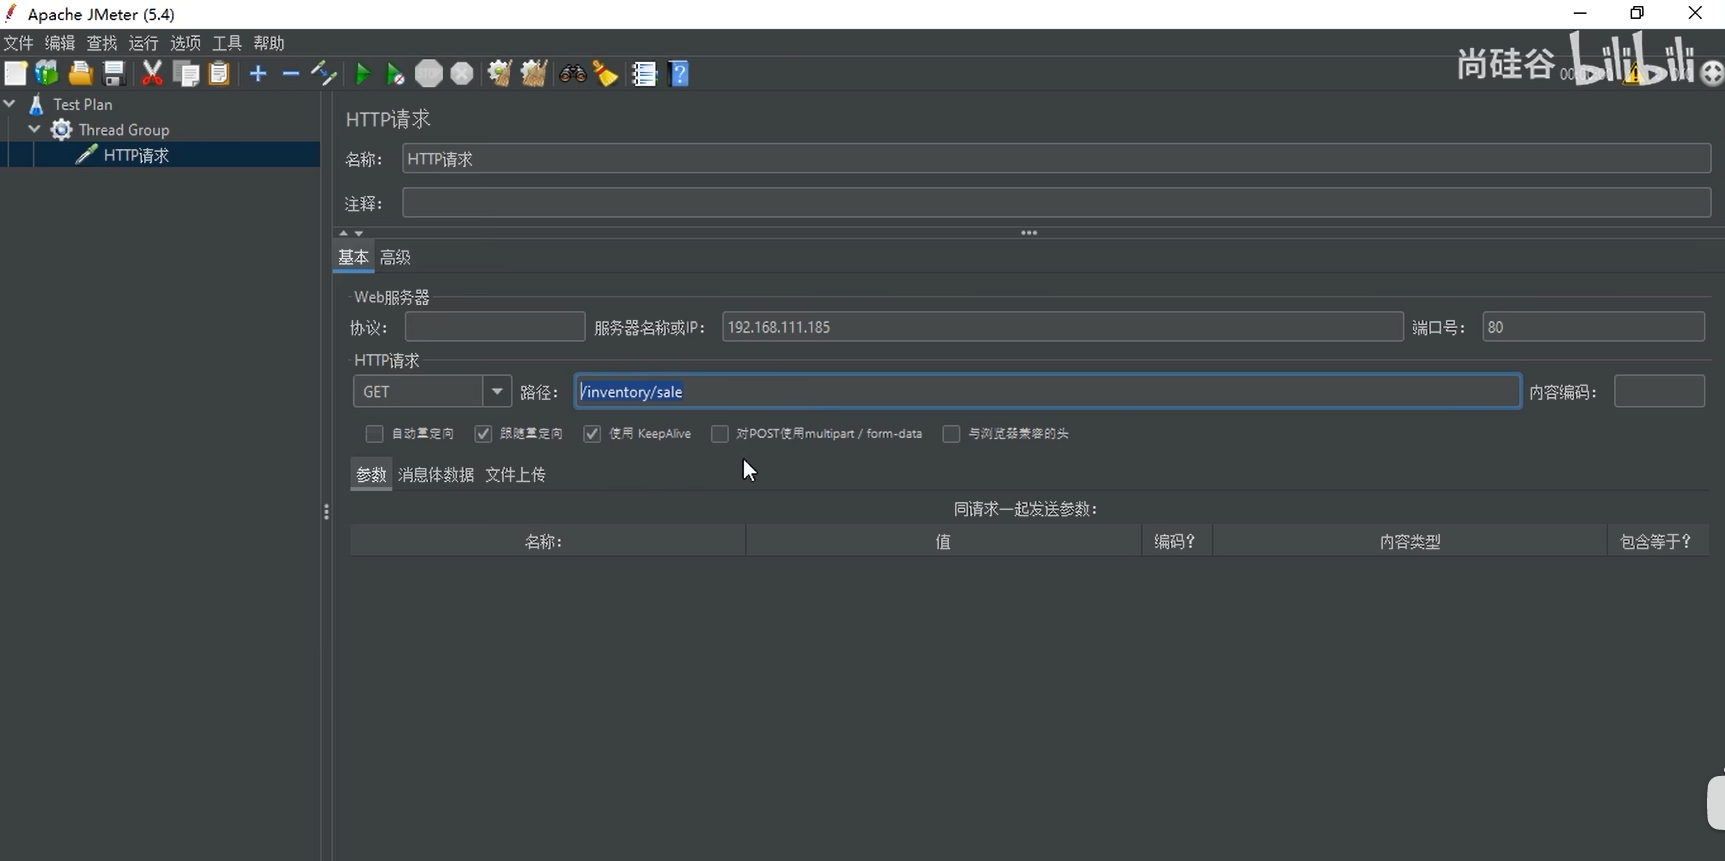 Apache JMeter (5.4)
文件 编辑 查找 运行 选项 工具 帮助
尚硅谷 bilibili
Test Plan
Thread Group
HTTP请求
HTTP请求
名称： HTTP请求
注释：
基本 高级
Web服务器
协议： 服务器名称或IP： 192.168.111.185 端口号： 80
HTTP请求
GET 路径： /inventory/sale 内容编码：
自动重定向 跟随重定向 使用 KeepAlive 对POST使用multipart / form-data 与浏览器兼容的头
参数 消息体数据 文件上传
同请求一起发送参数：
名称： 值 编码？ 内容类型 包含等于？